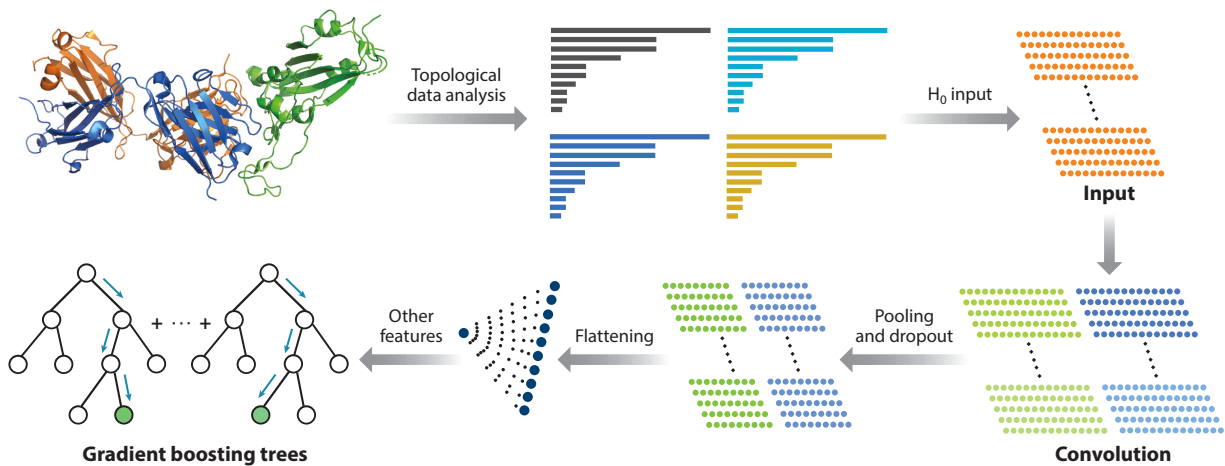 Topological
data analysis
H₀ input
Input
Pooling
and dropout
Convolution
Flattening
Other
features
+ ··· +
Gradient boosting trees